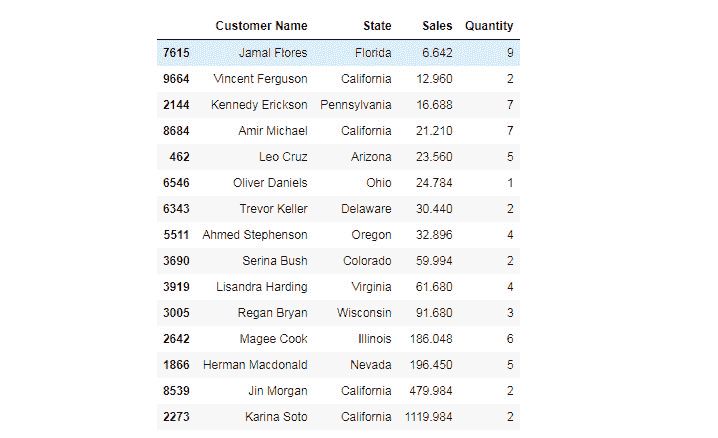 Customer Name State Sales Quantity
7615 Jamal Flores Florida 6.642 9
9664 Vincent Ferguson California 12.960 2
2144 Kennedy Erickson Pennsylvania 16.688 7
8684 Amir Michael California 21.210 7
462 Leo Cruz Arizona 23.560 5
6546 Oliver Daniels Ohio 24.784 1
6343 Trevor Keller Delaware 30.440 2
5511 Ahmed Stephenson Oregon 32.896 4
3690 Serina Bush Colorado 59.994 2
3919 Lisandra Harding Virginia 61.680 4
3005 Regan Bryan Wisconsin 91.680 3
2642 Magee Cook Illinois 186.048 6
1866 Herman Macdonald Nevada 196.450 5
8539 Jin Morgan California 479.984 2
2273 Karina Soto California 1119.984 2